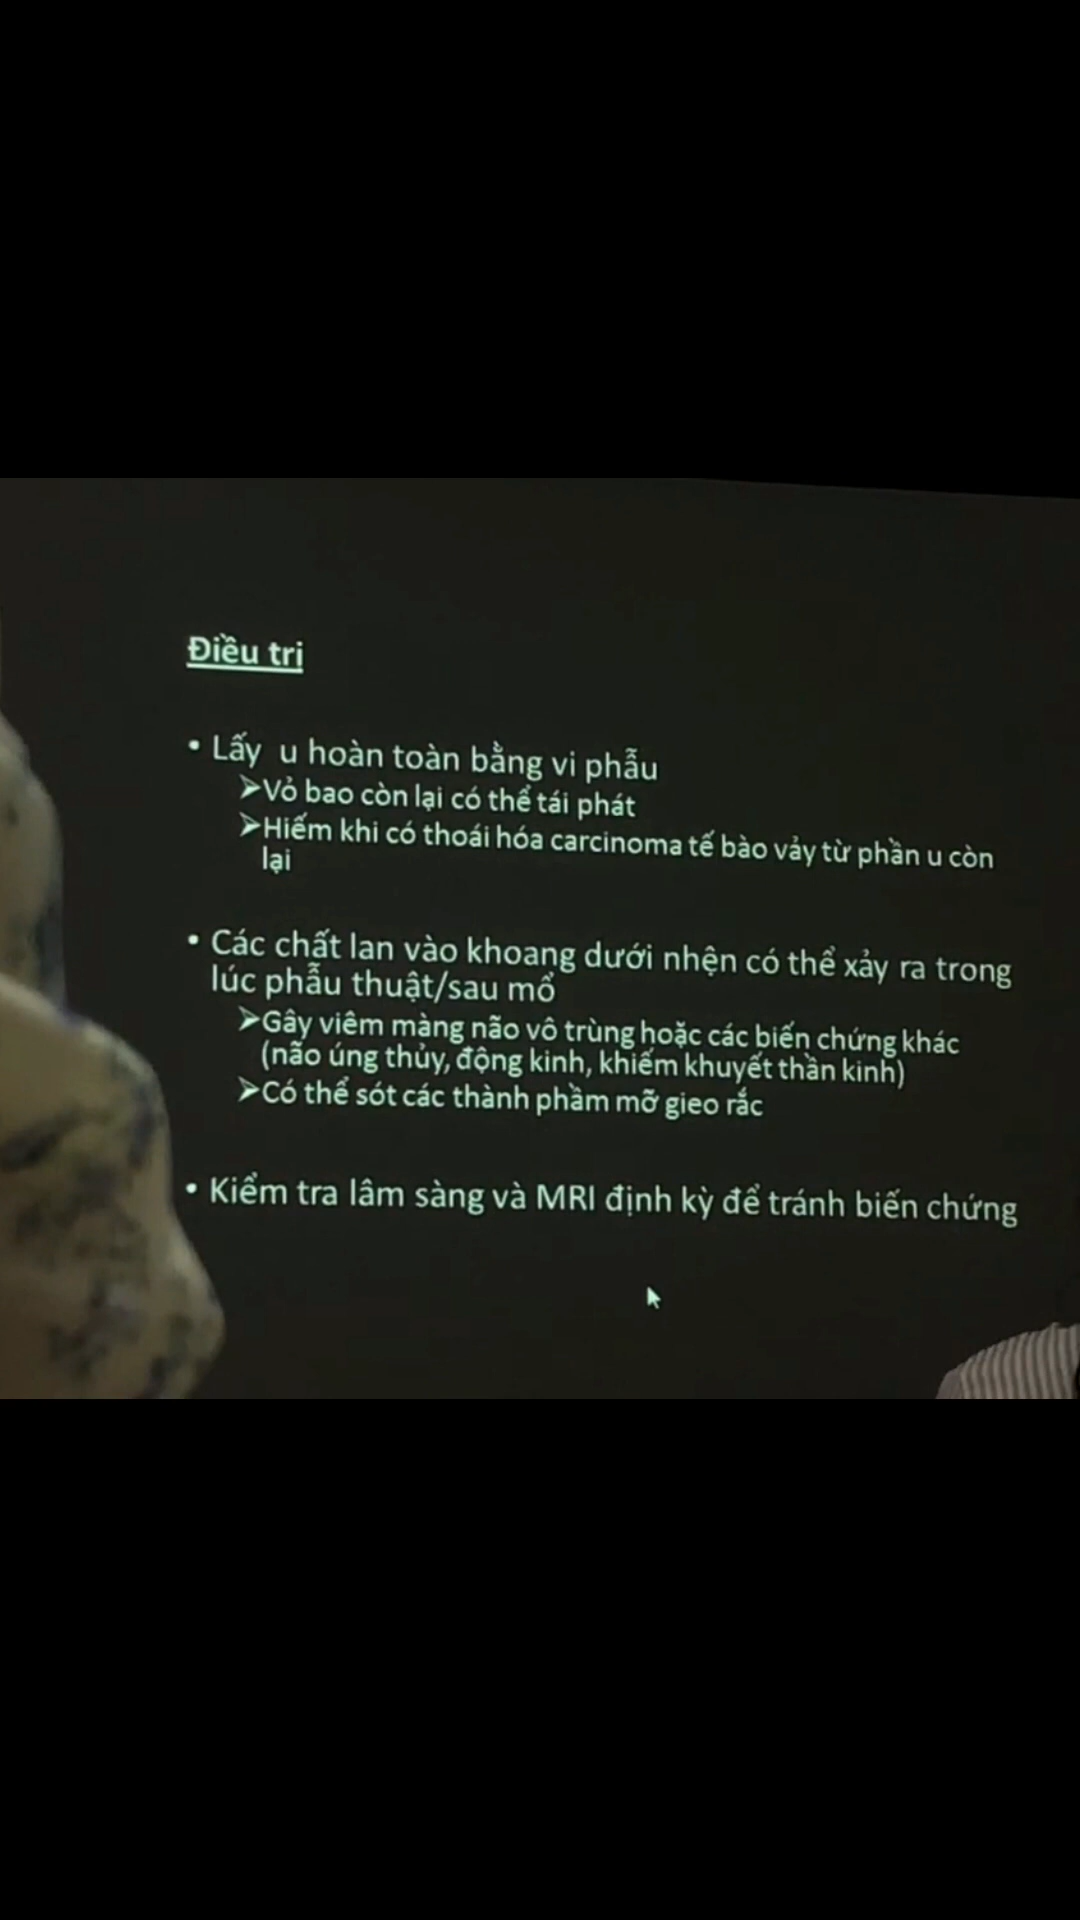 Điều tri
• Lấy u hoàn toàn bằng vi phẫu
➢Vỏ bao còn lại có thể tái phát
➢Hiếm khi có thoái hóa carcinoma tế bào vảy từ phần u còn
lại
• Các chất lan vào khoang dưới nhện có thể xảy ra trong
lúc phẫu thuật/sau mổ
➢Gây viêm màng não vô trùng hoặc các biến chứng khác
(não úng thủy, động kinh, khiếm khuyết thần kinh)
➢Có thể sót các thành phầm mỡ gieo rắc
• Kiểm tra lâm sàng và MRI định kỳ để tránh biến chứng